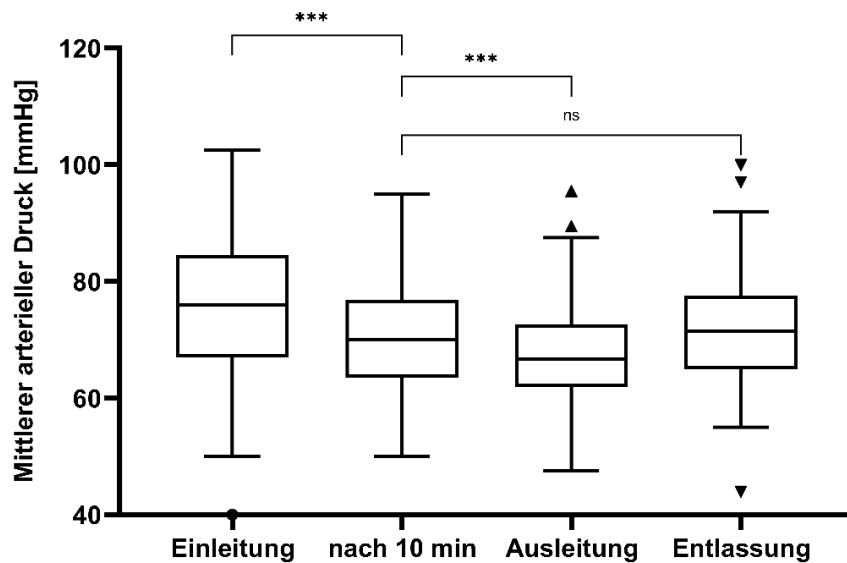 ***
***
ns
Mittlerer arterieller Druck [mmHg]
120
100
80
60
40
Einleitung nach 10 min Ausleitung Entlassung